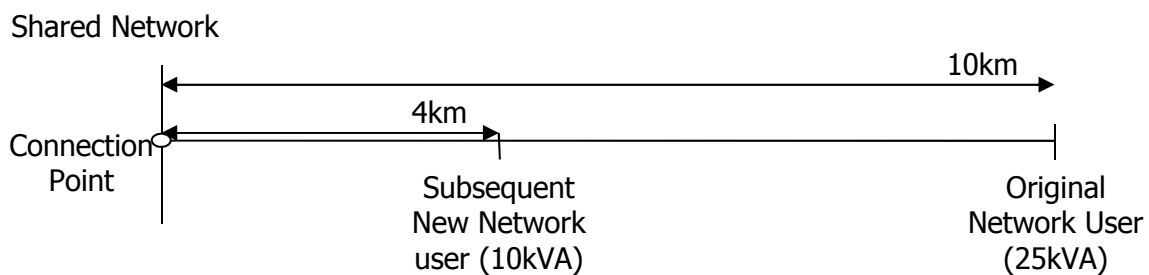 Shared Network
10km
4km
Connection
Point
Subsequent
New Network
user (10kVA)
Original
Network User
(25kVA)